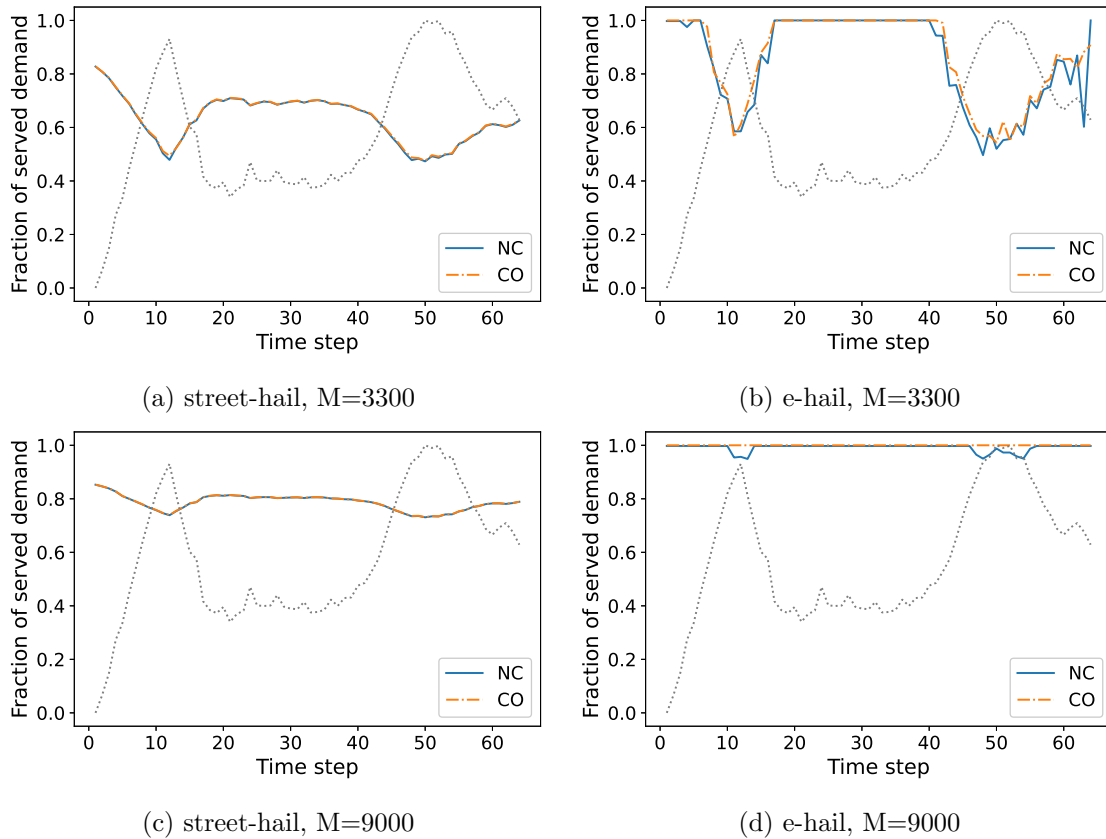 Fraction of served demand
1.0
0.8
0.6
0.4
0.2
0.0
NC
CO
0 10 20 30 40 50 60
Time step
(a) street-hail, M=3300
Fraction of served demand
1.0
0.8
0.6
0.4
0.2
0.0
NC
CO
0 10 20 30 40 50 60
Time step
(b) e-hail, M=3300
Fraction of served demand
1.0
0.8
0.6
0.4
0.2
0.0
NC
CO
0 10 20 30 40 50 60
Time step
(c) street-hail, M=9000
Fraction of served demand
1.0
0.8
0.6
0.4
0.2
0.0
NC
CO
0 10 20 30 40 50 60
Time step
(d) e-hail, M=9000